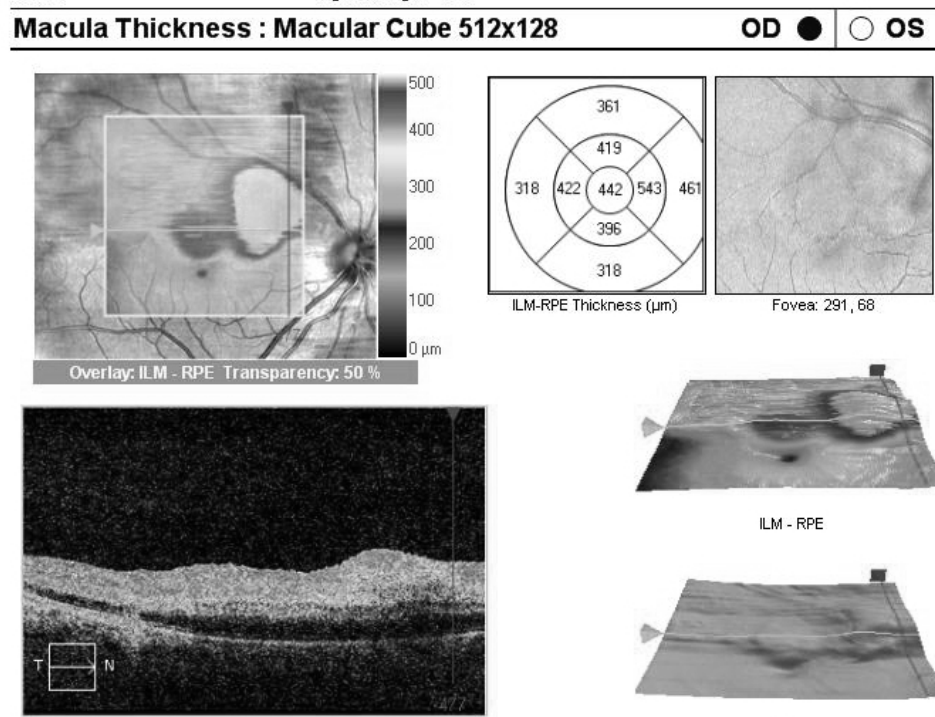 Macula Thickness : Macular Cube 512x128 OD OS
500
400
300
200
100
0 µm
Overlay: ILM - RPE Transparency: 50 %
361
419
318 422 442 543 461
396
318
ILM-RPE Thickness (µm)
Fovea: 291, 68
T N
ILM - RPE